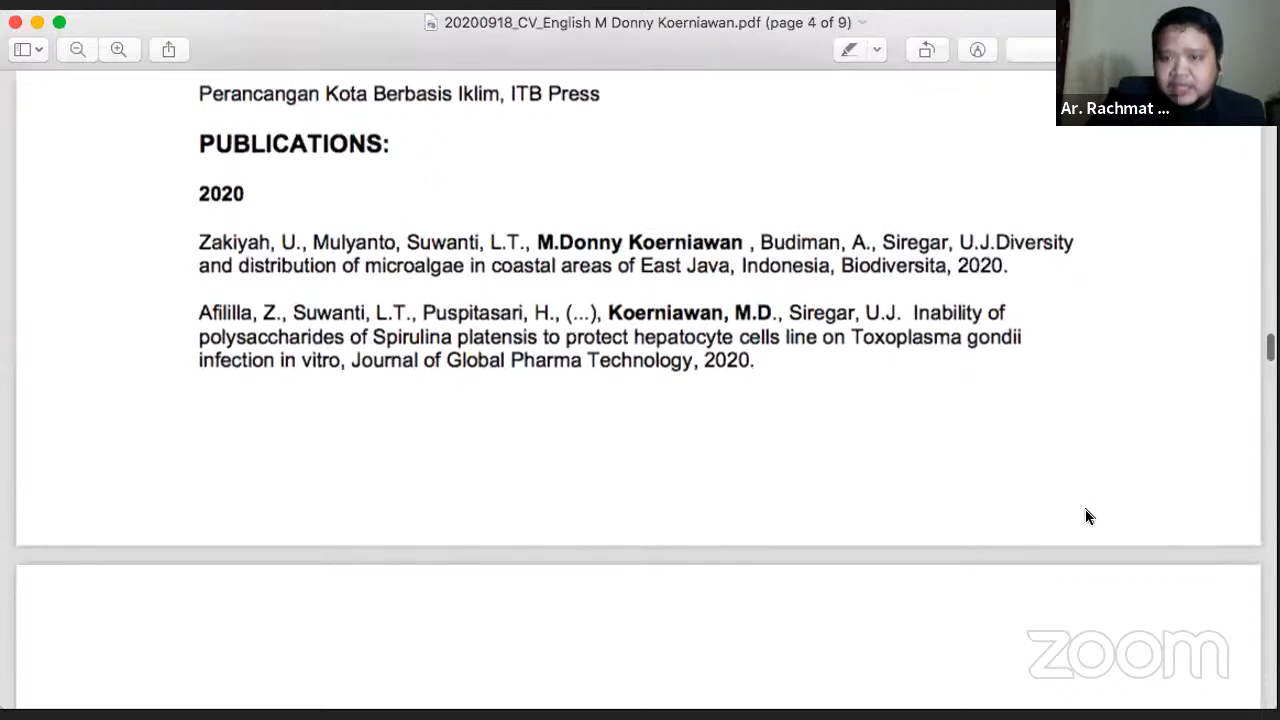 20200918_CV_English M Donny Koerniawan.pdf (page 4 of 9)
Ar. Rachmat ...
Perancangan Kota Berbasis Iklim, ITB Press
PUBLICATIONS:
2020
Zakiyah, U., Mulyanto, Suwanti, L.T., M.Donny Koerniawan , Budiman, A., Siregar, U.J.Diversity
and distribution of microalgae in coastal areas of East Java, Indonesia, Biodiversita, 2020.
Afililla, Z., Suwanti, L.T., Puspitasari, H., (...), Koerniawan, M.D., Siregar, U.J.  Inability of
polysaccharides of Spirulina platensis to protect hepatocyte cells line on Toxoplasma gondii
infection in vitro, Journal of Global Pharma Technology, 2020.
zoom